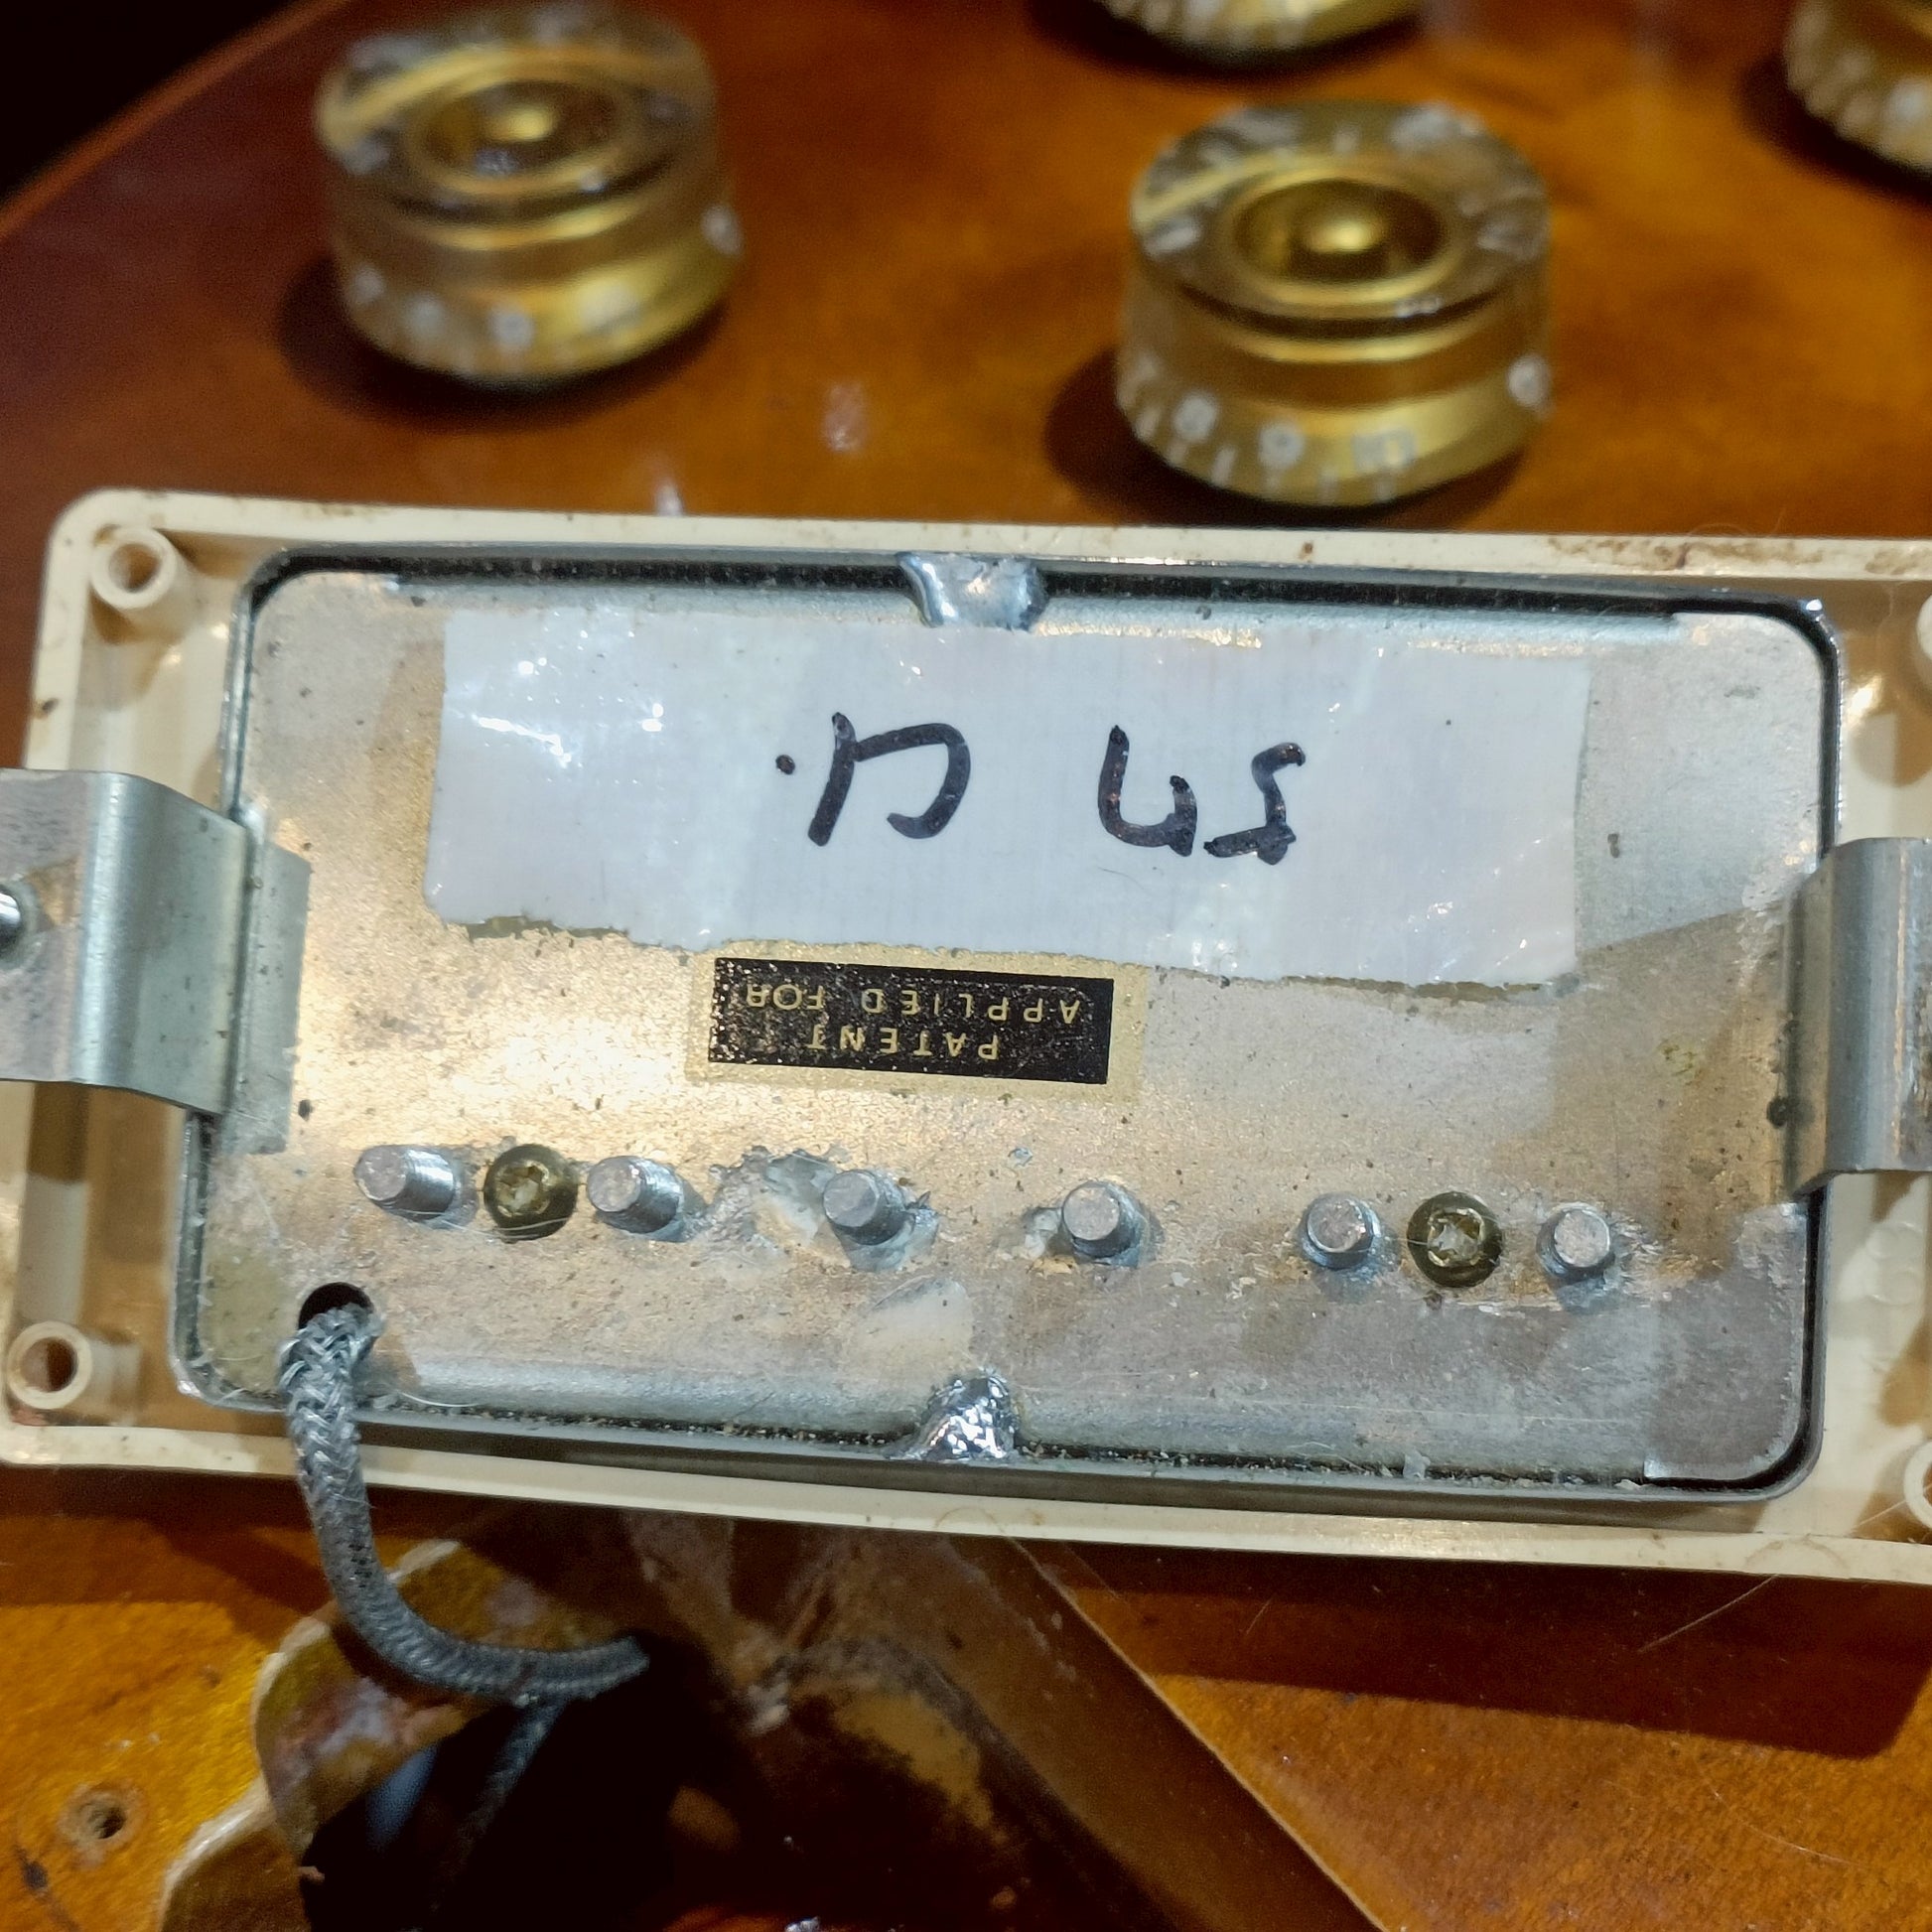 PATENT
APPLIED FOR
57 CL.